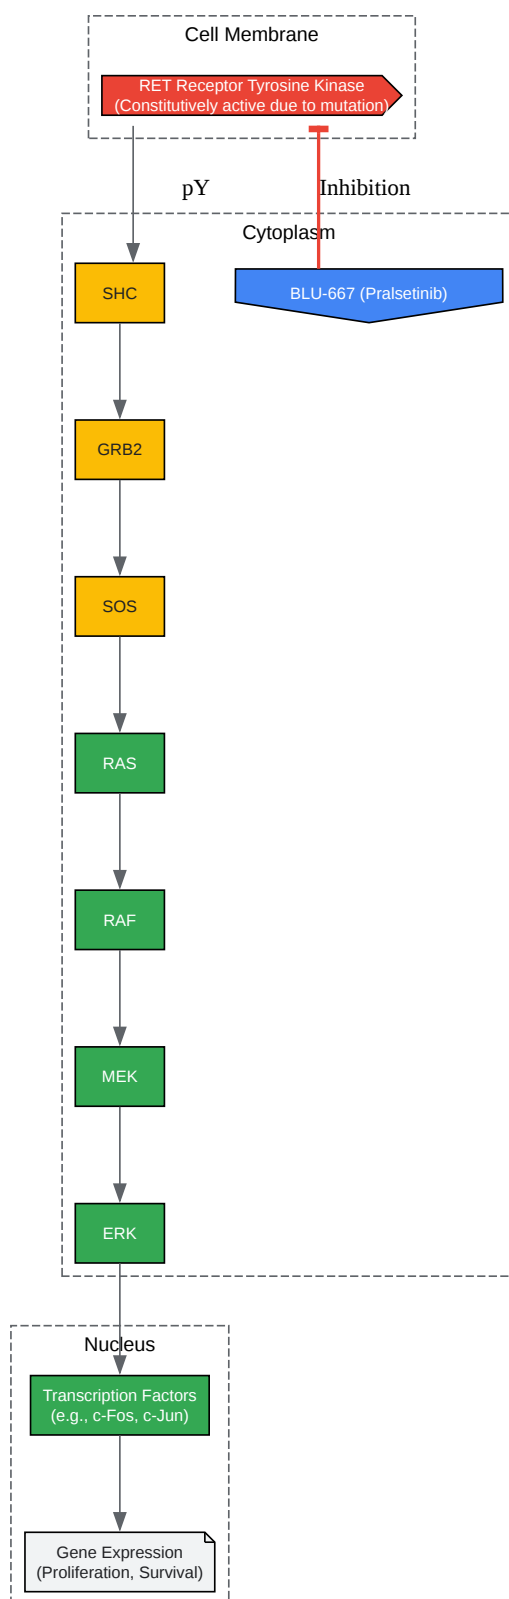 Cell Membrane
RET Receptor Tyrosine Kinase
(Constitutively active due to mutation)
pY
Inhibition
Cytoplasm
SHC
BLU-667 (Pralsetinib)
GRB2
SOS
RAS
RAF
MEK
ERK
Nucleus
Transcription Factors
(e.g., c-Fos, c-Jun)
Gene Expression
(Proliferation, Survival)